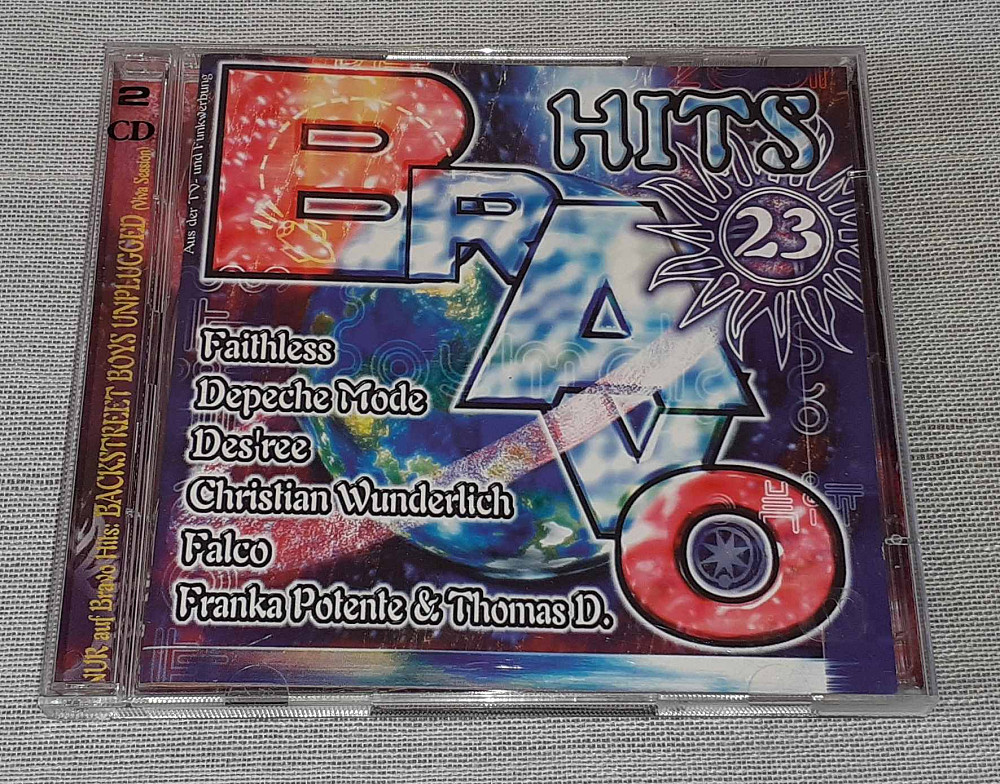 2
CD
NUR auf Bravo Hits: BACKSTREET BOYS UNPLUGGED (Viva Session)
Aus der TV- und Funkwerbung
BRAVO
HITS
23
Faithless
Depeche Mode
Des'ree
Christian Wunderlich
Falco
Franka Potente & Thomas D.